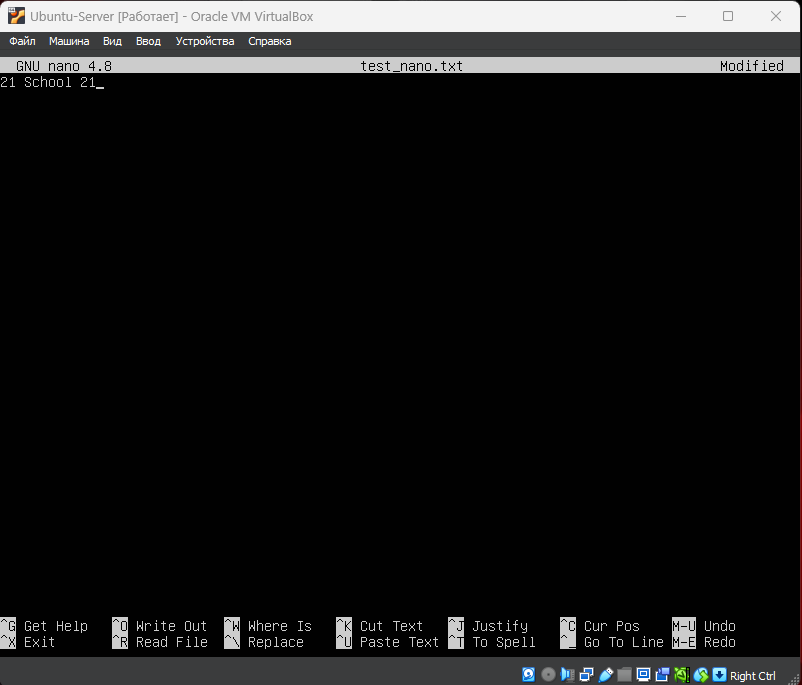 Ubuntu-Server [Работает] - Oracle VM VirtualBox
Файл Машина Вид Ввод Устройства Справка
GNU nano 4.8 test_nano.txt Modified
21 School 21_
^G Get Help ^O Write Out ^W Where Is ^K Cut Text ^J Justify ^C Cur Pos M-U Undo
^X Exit ^R Read File ^\ Replace ^U Paste Text ^T To Spell ^_ Go To Line M-E Redo
Right Ctrl